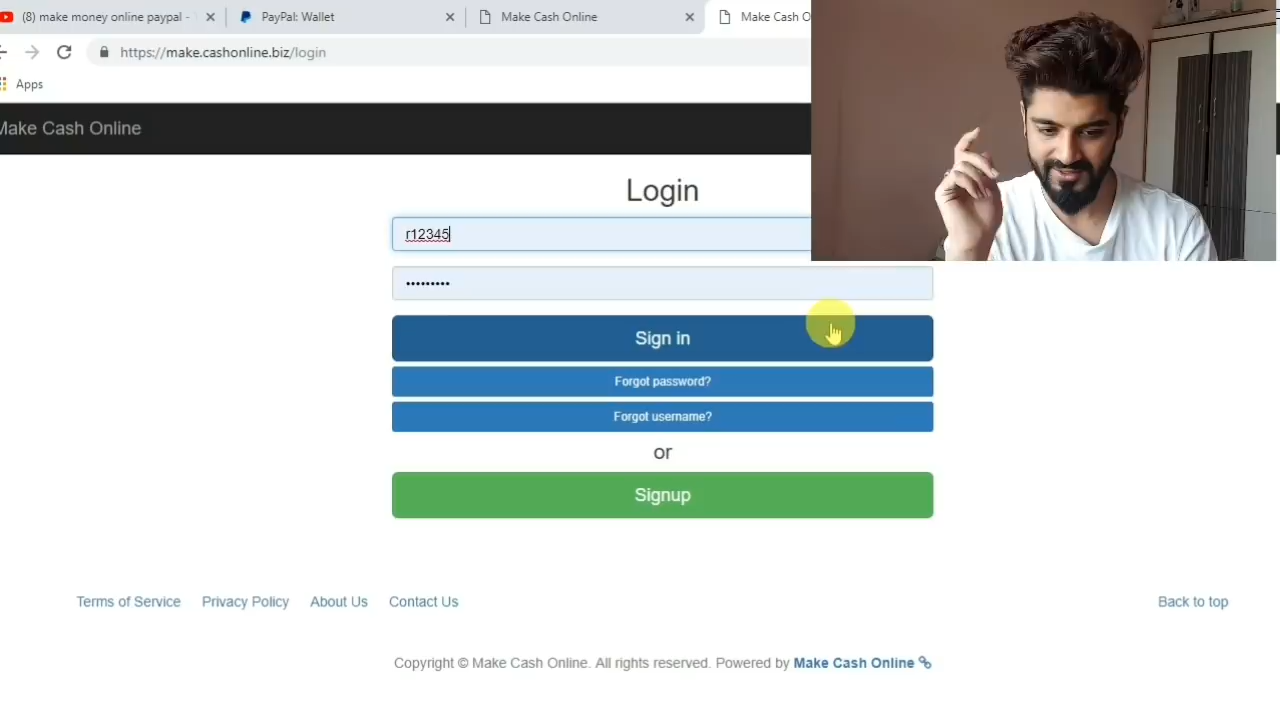 (8) make money online paypal -
PayPal: Wallet
Make Cash Online
Make Cash O
https://make.cashonline.biz/login
Apps
Make Cash Online
Login
r12345
•••••••••
Sign in
Forgot password?
Forgot username?
or
Signup
Terms of Service
Privacy Policy
About Us
Contact Us
Back to top
Copyright © Make Cash Online. All rights reserved. Powered by Make Cash Online